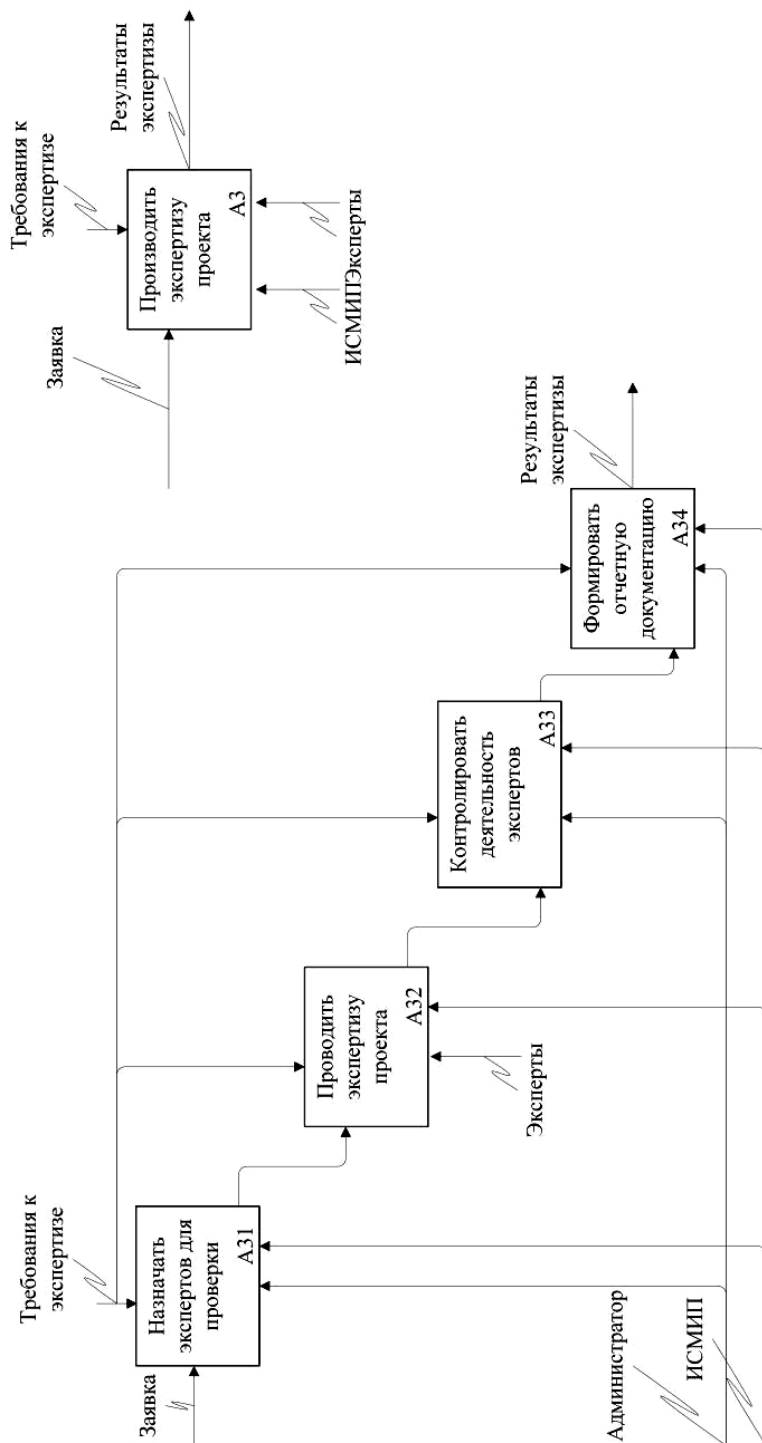 Требования к
экспертизе
Заявка
Назначать
экспертов для
проверки
А31
Проводить
экспертизу
проекта
А32
Эксперты
Контролировать
деятельность
экспертов
А33
Формировать
отчетную
документацию
А34
Результаты
экспертизы
Администратор
ИСМИП
Заявка
Требования к
экспертизе
Производить
экспертизу
проекта
А3
Результаты
экспертизы
ИСМИП
Эксперты